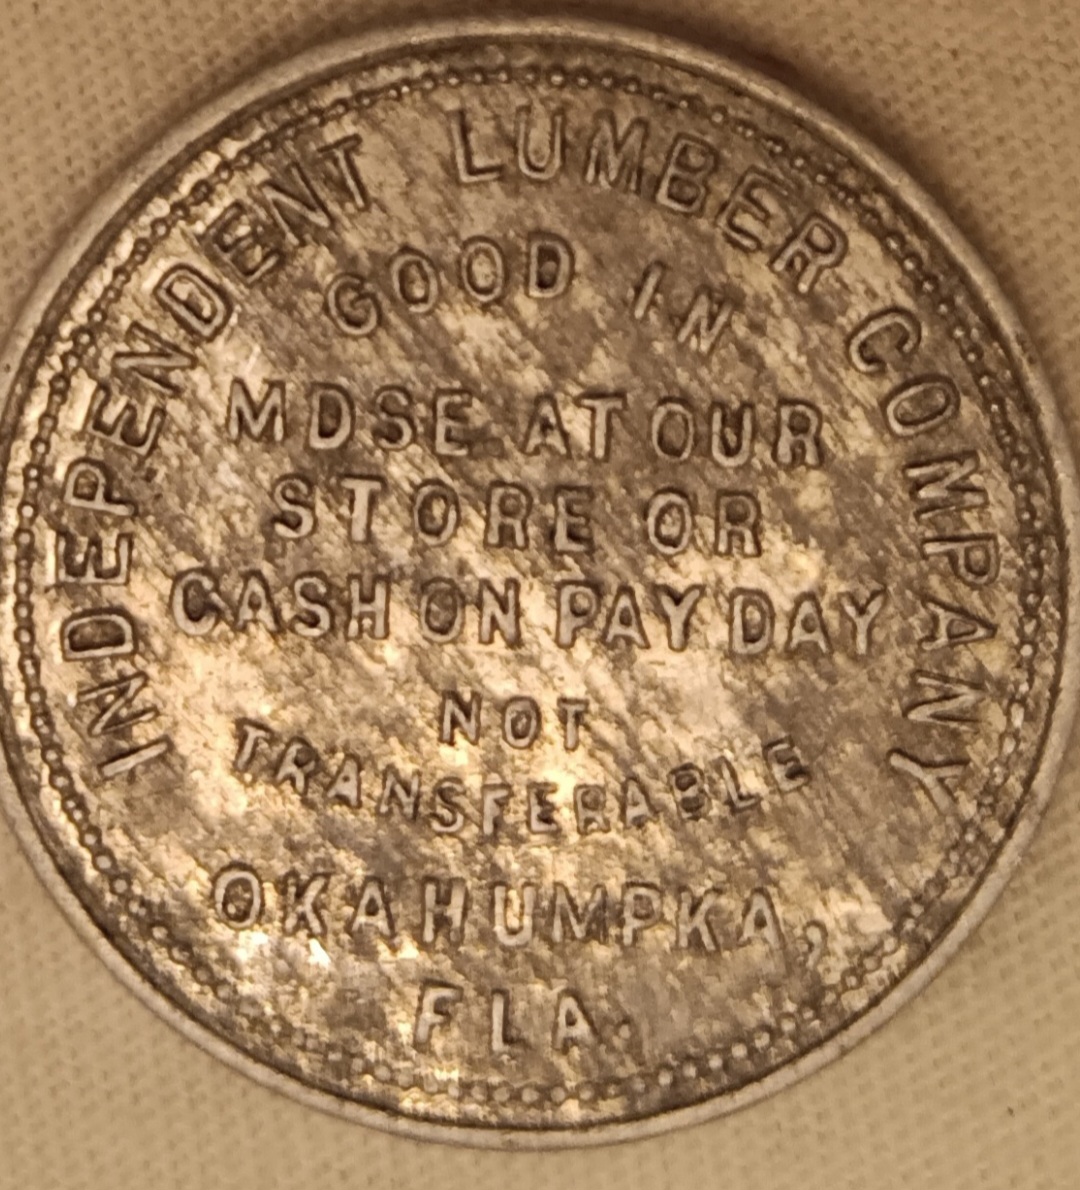 INDEPENDENT LUMBER COMPANY
GOOD IN
MDSE AT OUR
STORE OR
CASH ON PAY DAY
NOT
TRANSFERABLE
OKAHUMPKA,
FLA.